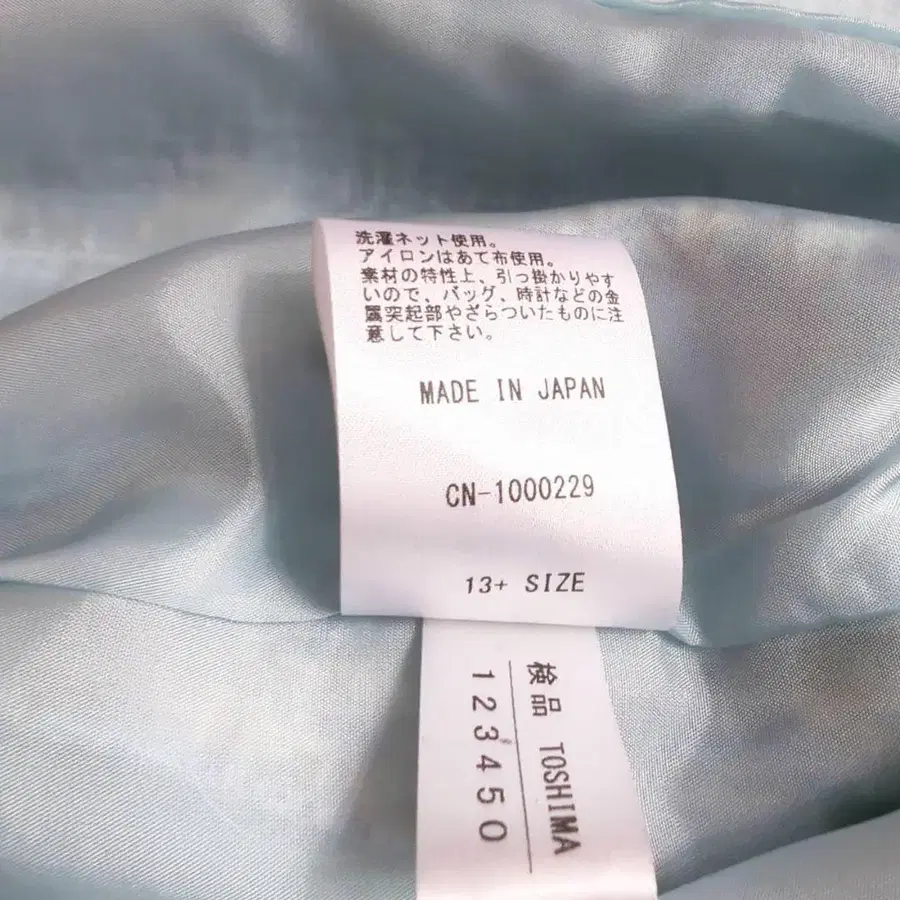 洗濯ネット使用。
アイロンはあて布使用。
素材の特性上、引っ掛かりやす
いので、バッグ、時計などの金
属突起部やざらついたものに注
意して下さい。
MADE IN JAPAN
CN-1000229
13+ SIZE
検品 TOSHIMA
123450